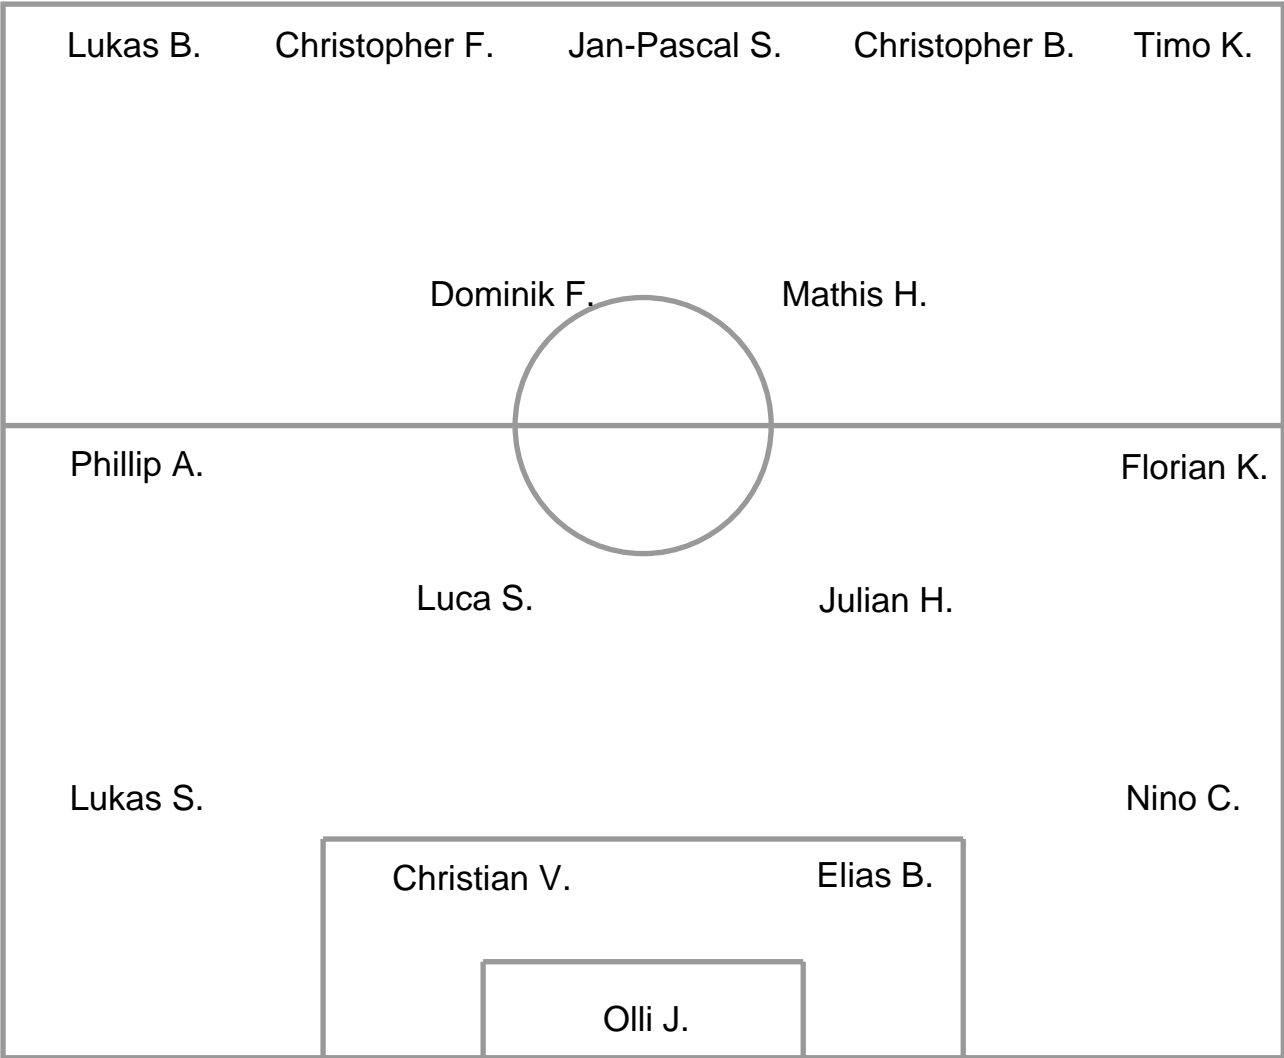 Lukas B. Christopher F. Jan-Pascal S. Christopher B. Timo K.
Dominik F. Mathis H.
Phillip A. Florian K.
Luca S. Julian H.
Lukas S. Nino C.
Christian V. Elias B.
Olli J.